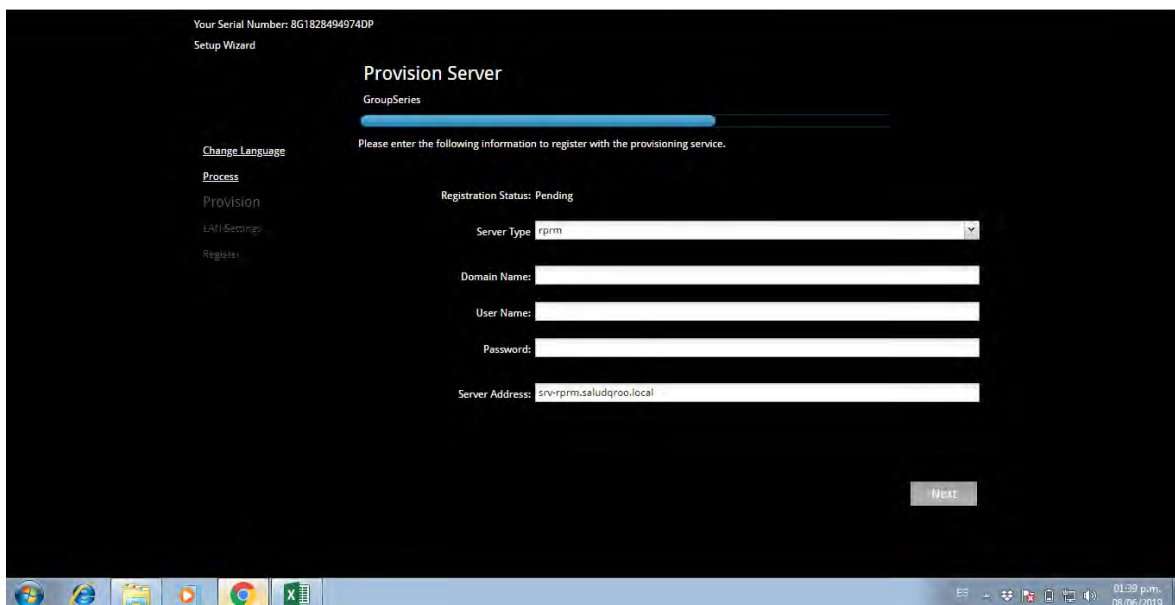 Your Serial Number: 8G1828494974DP
Setup Wizard
Provision Server
GroupSeries
Please enter the following information to register with the provisioning service.
Change Language
Process
Provision
LAN Settings
Register
Registration Status: Pending
Server Type rprm
Domain Name:
User Name:
Password:
Server Address: srv-rprm.saludqroo.local
Next
ES
01:39 p.m.
08/06/2019